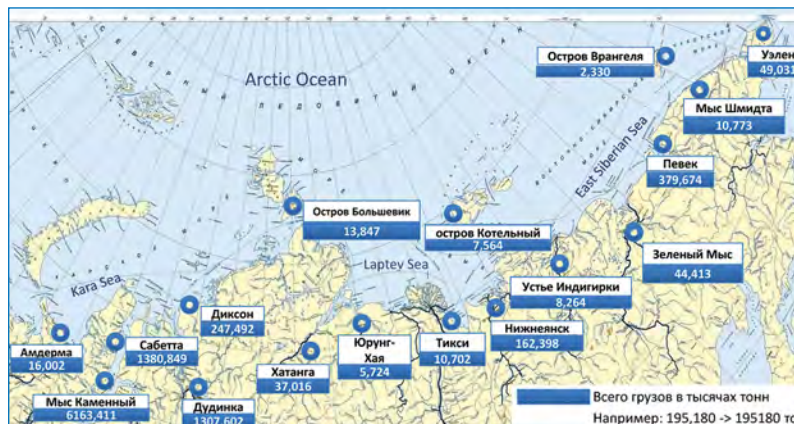 Остров Врангеля
2,330
Уэлен
49,031
Arctic Ocean
СЕВЕРНЫЙ ЛЕДОВИТЫЙ ОКЕАН
Мыс Шмидта
10,773
East Siberian Sea
Певек
379,674
Остров Большевик
13,847
остров Котельный
7,564
Зеленый Мыс
44,413
Laptev Sea
Kara Sea
Устье Индигирки
8,264
Диксон
247,492
Нижнеянск
162,398
Тикси
10,702
Юрунг-
Хая
5,724
Хатанга
37,016
Амдерма
16,002
Сабетта
1380,849
Мыс Каменный
6163,411
Дудинка
1307,602
Всего грузов в тысячах тонн
Например: 195,180 -> 195180 то